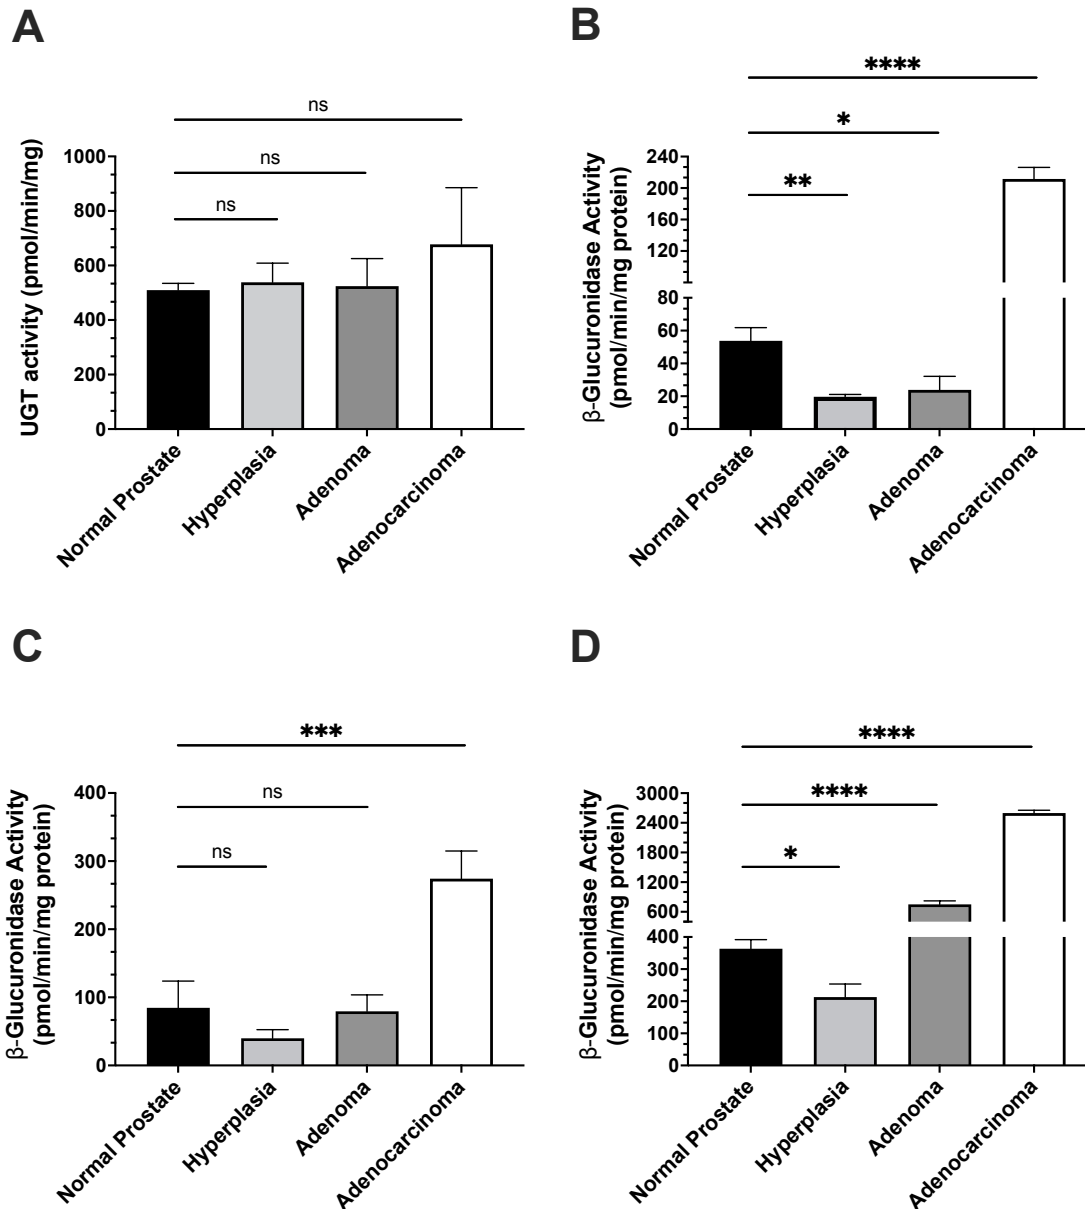 A
ns
ns
ns
UGT activity (pmol/min/mg)
1000
800
600
400
200
0
Normal Prostate
Hyperplasia
Adenoma
Adenocarcinoma
B
****
*
**
β-Glucuronidase Activity
(pmol/min/mg protein)
240
200
160
120
80
60
40
20
0
Normal Prostate
Hyperplasia
Adenoma
Adenocarcinoma
C
***
ns
ns
β-Glucuronidase Activity
(pmol/min/mg protein)
400
300
200
100
0
Normal Prostate
Hyperplasia
Adenoma
Adenocarcinoma
D
****
****
*
β-Glucuronidase Activity
(pmol/min/mg protein)
3000
2400
1800
1200
600
400
300
200
100
0
Normal Prostate
Hyperplasia
Adenoma
Adenocarcinoma